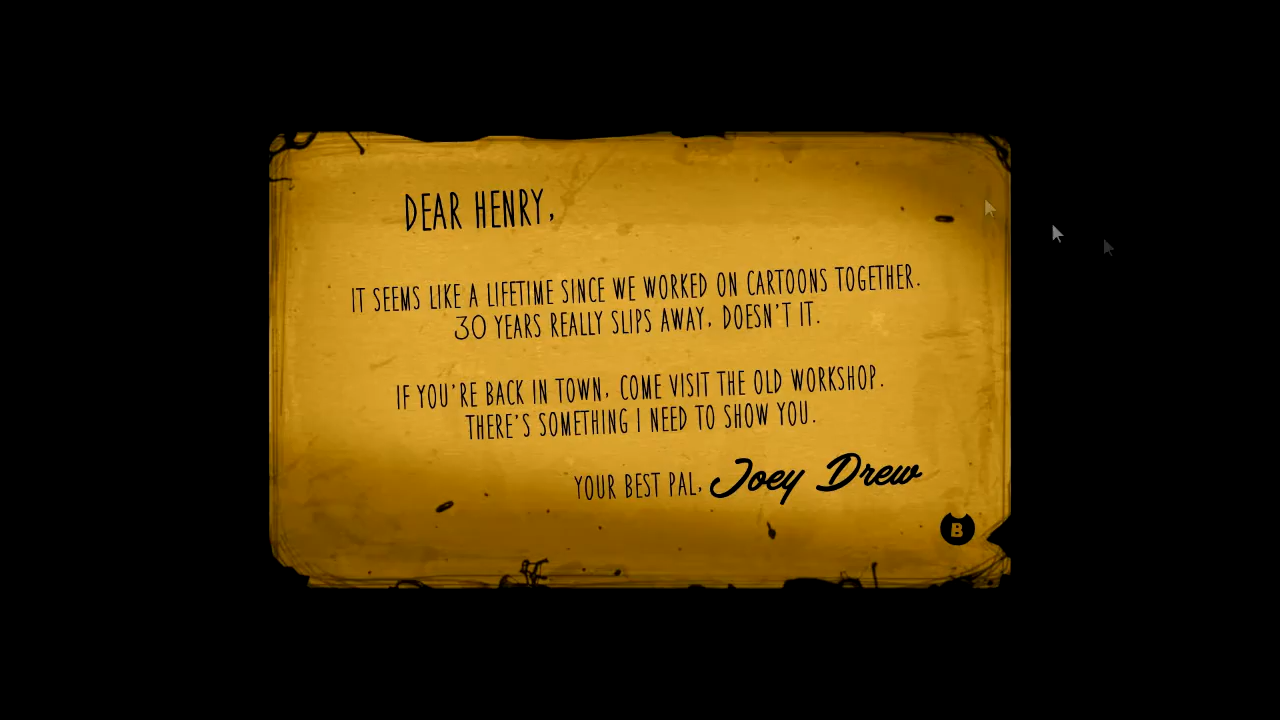 DEAR HENRY,
IT SEEMS LIKE A LIFETIME SINCE WE WORKED ON CARTOONS TOGETHER.
30 YEARS REALLY SLIPS AWAY, DOESN'T IT.
IF YOU'RE BACK IN TOWN, COME VISIT THE OLD WORKSHOP.
THERE'S SOMETHING I NEED TO SHOW YOU.
YOUR BEST PAL, Joey Drew
B